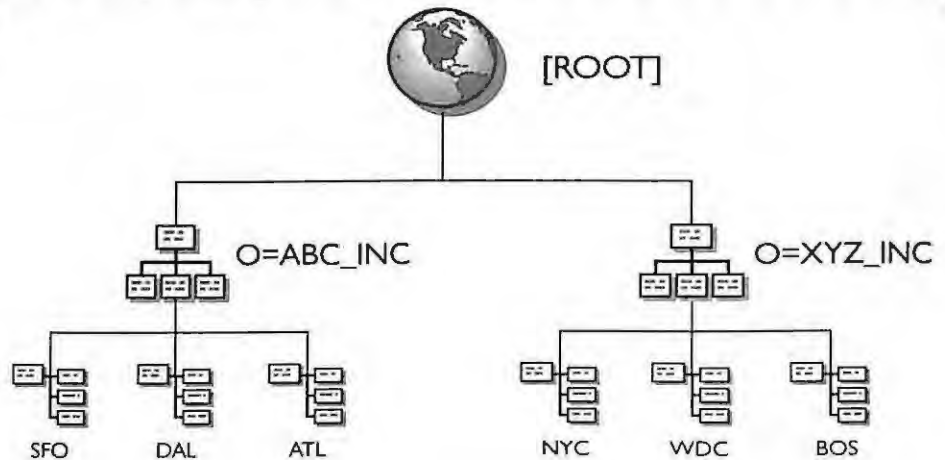 [ROOT]
O=ABC_INC
O=XYZ_INC
SFO
DAL
ATL
NYC
WDC
BOS